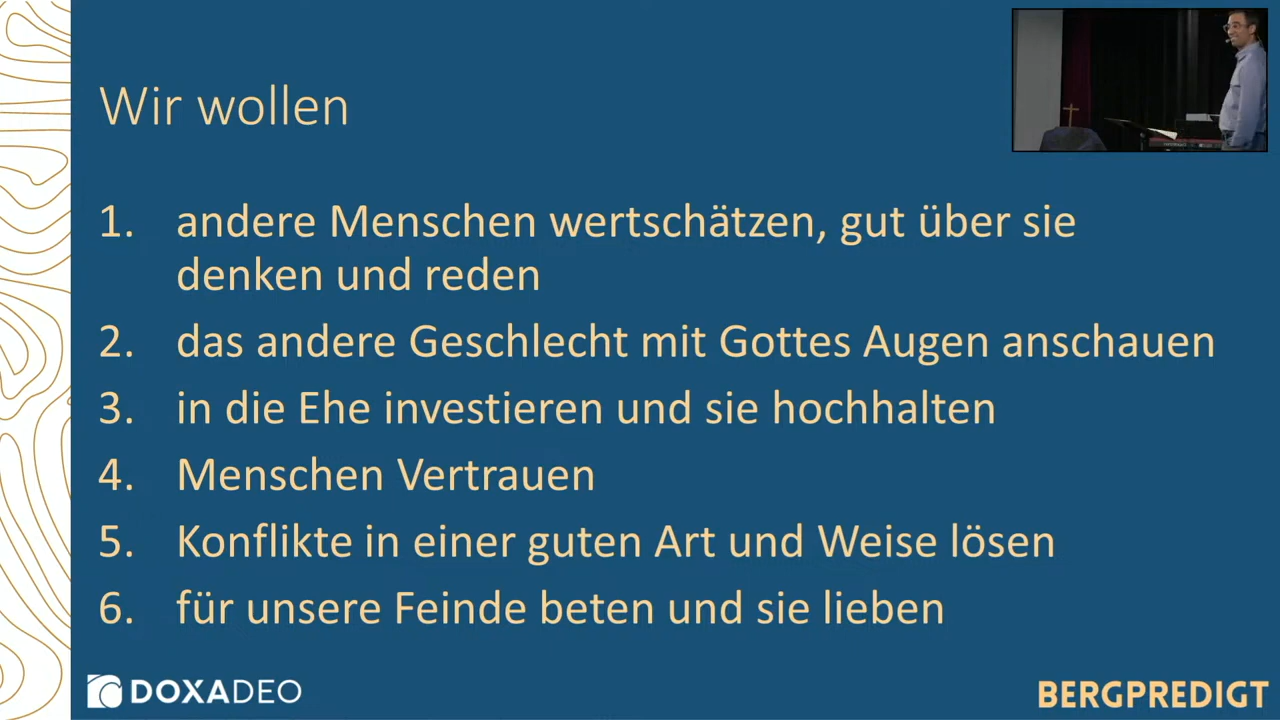 Wir wollen
1. andere Menschen wertschätzen, gut über sie
denken und reden
2. das andere Geschlecht mit Gottes Augen anschauen
3. in die Ehe investieren und sie hochhalten
4. Menschen Vertrauen
5. Konflikte in einer guten Art und Weise lösen
6. für unsere Feinde beten und sie lieben
DOXADEO
BERGPREDIGT